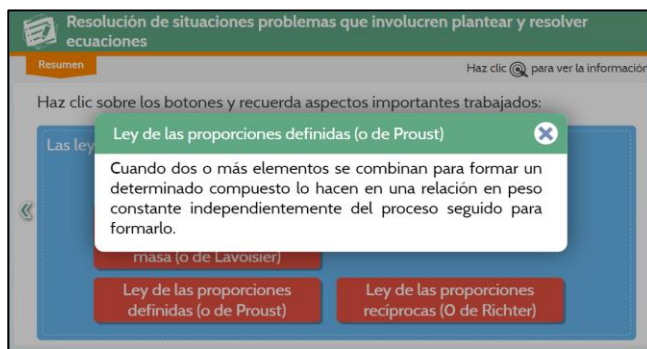 Resolución de situaciones problemas que involucren plantear y resolver
ecuaciones
Resumen
Haz clic para ver la información
Haz clic sobre los botones y recuerda aspectos importantes trabajados:
Las ley
Ley de las proporciones definidas (o de Proust)
Cuando dos o más elementos se combinan para formar un
determinado compuesto lo hacen en una relación en peso
constante independientemente del proceso seguido para
formarlo.
masa (o de Lavoisier)
Ley de las proporciones
definidas (o de Proust)
Ley de las proporciones
recíprocas (O de Richter)